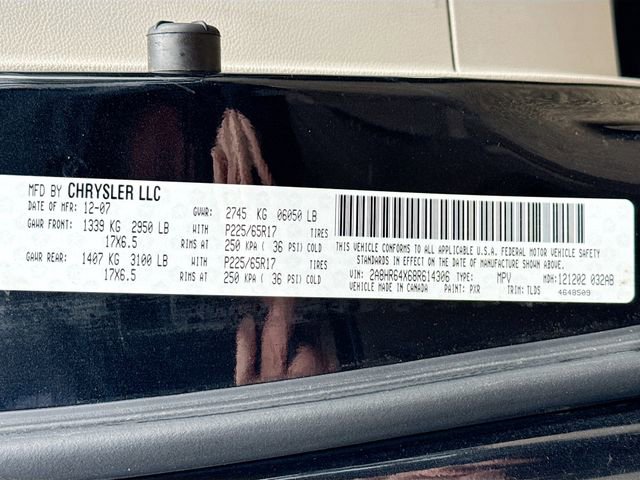 MFD BY CHRYSLER LLC
DATE OF MFR: 12-07 GVWR: 2745 KG 06050 LB
GAWR FRONT: 1339 KG 2950 LB WITH P225/65R17 TIRES
17X6.5 RIMS AT 250 KPA ( 36 PSI) COLD
GAWR REAR: 1407 KG 3100 LB WITH P225/65R17 TIRES
17X6.5 RIMS AT 250 KPA ( 36 PSI) COLD
THIS VEHICLE CONFORMS TO ALL APPLICABLE U.S.A. FEDERAL MOTOR VEHICLE SAFETY
STANDARDS IN EFFECT ON THE DATE OF MANUFACTURE SHOWN ABOVE.
VIN: 2A8HR64X68R614306 TYPE: MPV MDH: 121202 032AB
VEHICLE MADE IN CANADA PAINT: PXR TRIM: TLDS 4648509